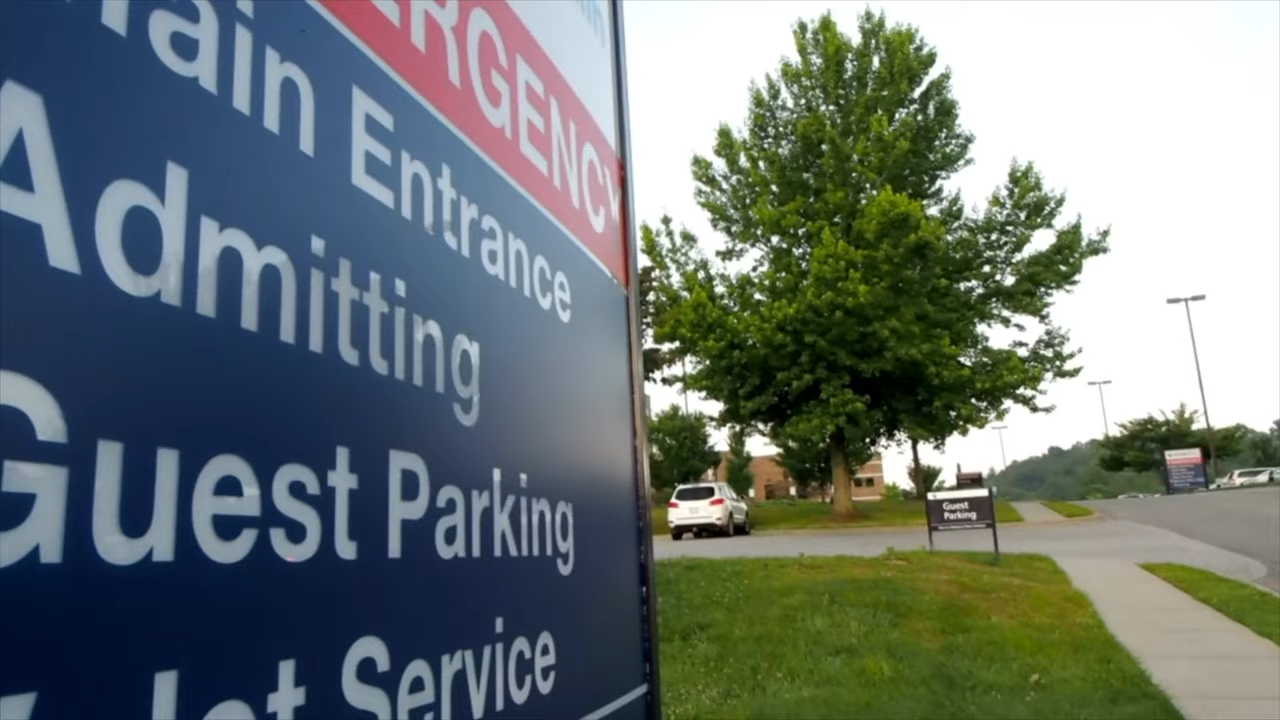 ERGENCY
ain Entrance
Admitting
Guest Parking
Service
Guest
Parking